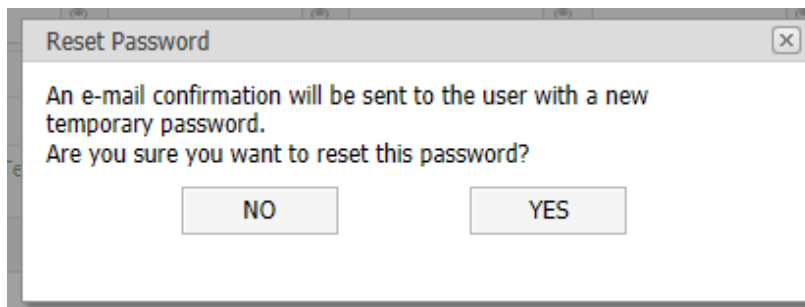 Reset Password
An e-mail confirmation will be sent to the user with a new
temporary password.
Are you sure you want to reset this password?
NO YES